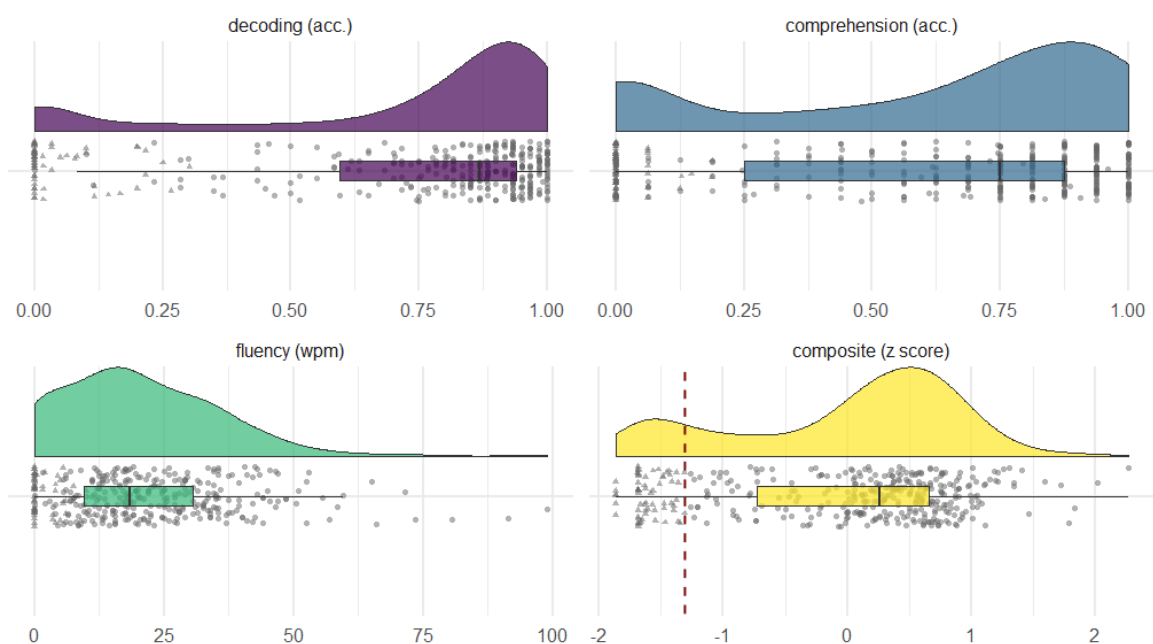 decoding (acc.)
comprehension (acc.)
0.00 0.25 0.50 0.75 1.00
0.00 0.25 0.50 0.75 1.00
fluency (wpm)
composite (z score)
0 25 50 75 100
-2 -1 0 1 2